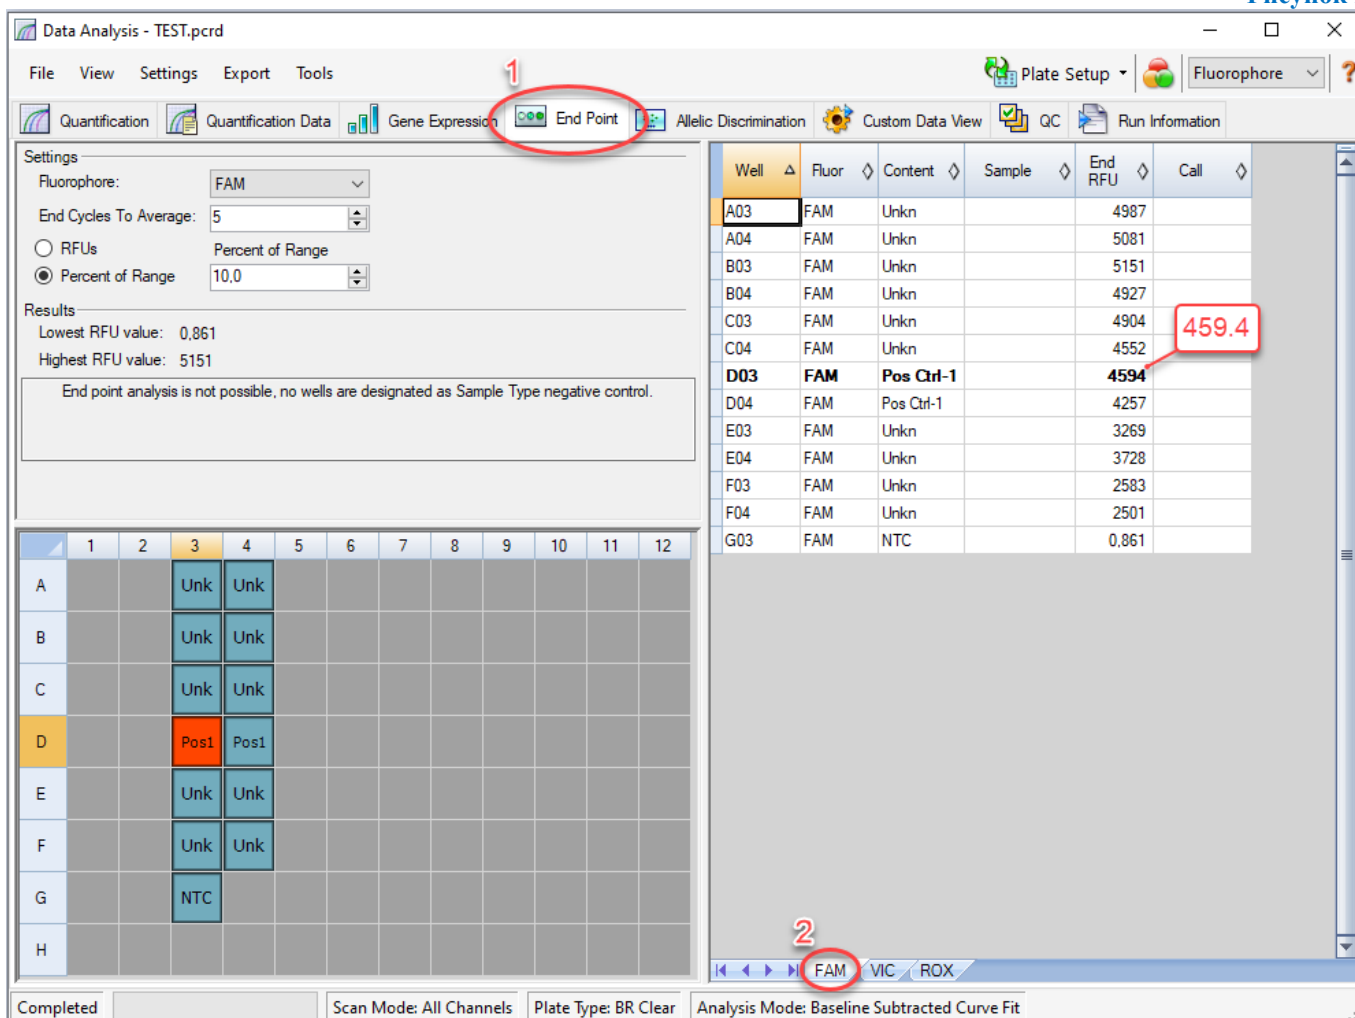 Data Analysis - TEST.pcrd
File View Settings Export Tools
1
Plate Setup
Fluorophore
?
Quantification
Quantification Data
Gene Expression
End Point
Allelic Discrimination
Custom Data View
QC
Run Information
Settings
Fluorophore: FAM
End Cycles To Average: 5
RFUs Percent of Range
Percent of Range 10,0
Results
Lowest RFU value: 0,861
Highest RFU value: 5151
End point analysis is not possible, no wells are designated as Sample Type negative control.
1 2 3 4 5 6 7 8 9 10 11 12
A Unk Unk
B Unk Unk
C Unk Unk
D Pos1 Pos1
E Unk Unk
F Unk Unk
G NTC
H
Well Fluor Content Sample End RFU Call
A03 FAM Unkn 4987
A04 FAM Unkn 5081
B03 FAM Unkn 5151
B04 FAM Unkn 4927
C03 FAM Unkn 4904
459.4
C04 FAM Unkn 4552
D03 FAM Pos Ctrl-1 4594
D04 FAM Pos Ctrl-1 4257
E03 FAM Unkn 3269
E04 FAM Unkn 3728
F03 FAM Unkn 2583
F04 FAM Unkn 2501
G03 FAM NTC 0,861
2
FAM VIC ROX
Completed
Scan Mode: All Channels
Plate Type: BR Clear
Analysis Mode: Baseline Subtracted Curve Fit